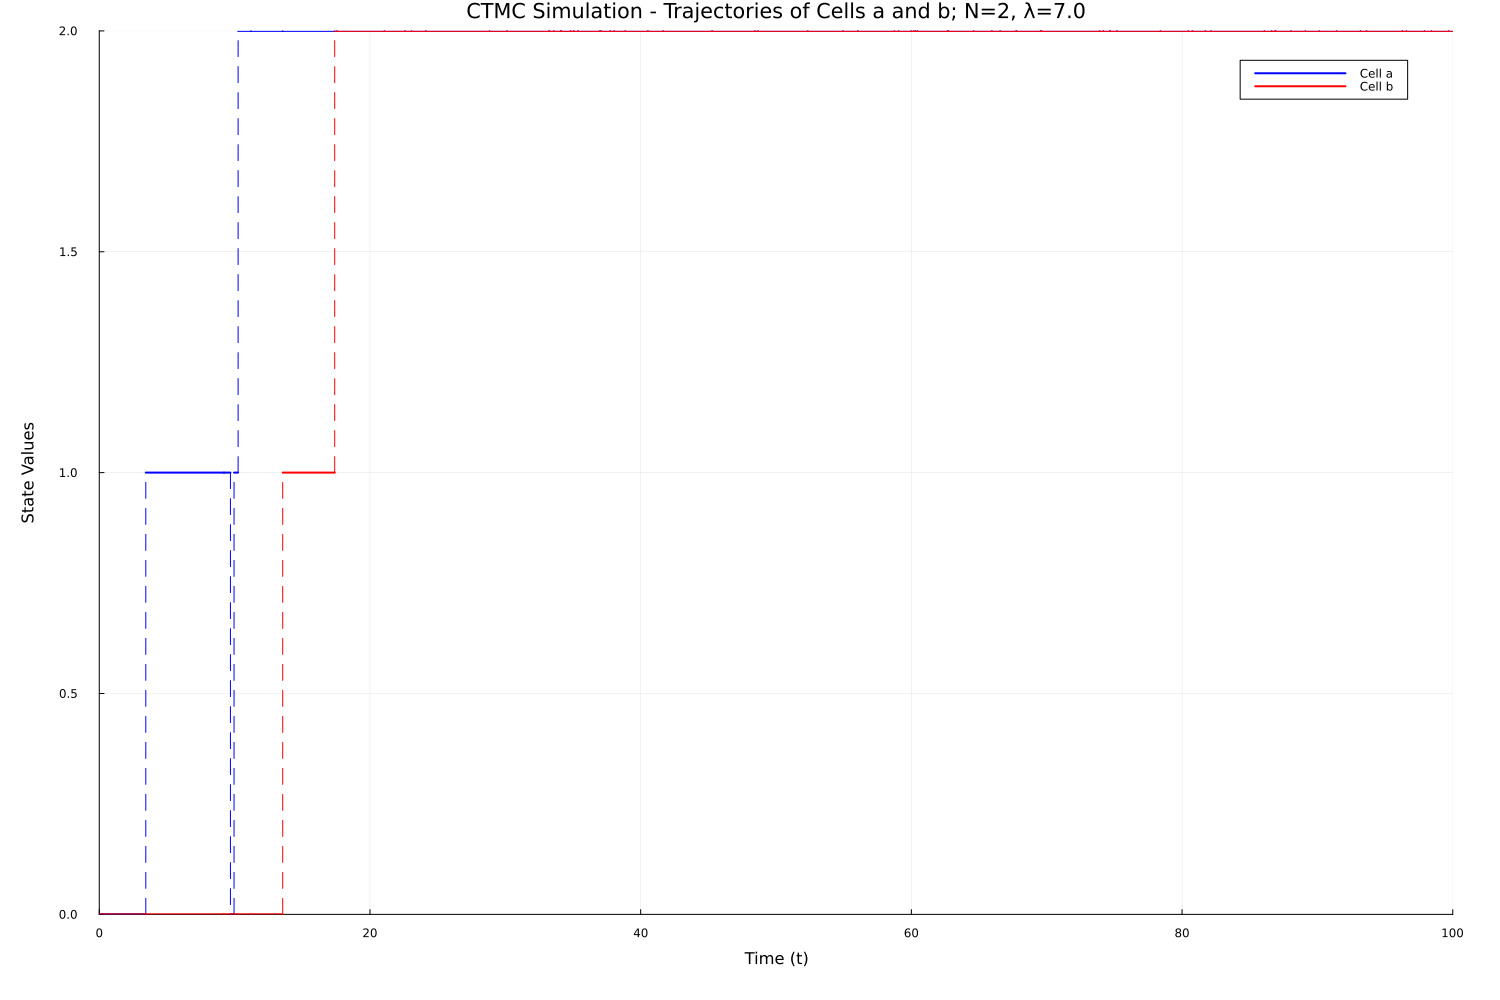 CTMC Simulation - Trajectories of Cells a and b; N=2, λ=7.0
2.0
Cell a
Cell b
1.5
State Values
1.0
0.5
0.0
0 20 40 60 80 100
Time (t)